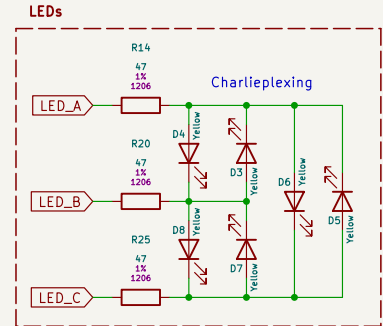 LEDs
R14
47
1%
1206
Charlieplexing
LED_A
D4
Yellow
D3
Yellow
R20
47
1%
1206
D6
Yellow
D5
Yellow
LED_B
D8
Yellow
D7
Yellow
R25
47
1%
1206
LED_C